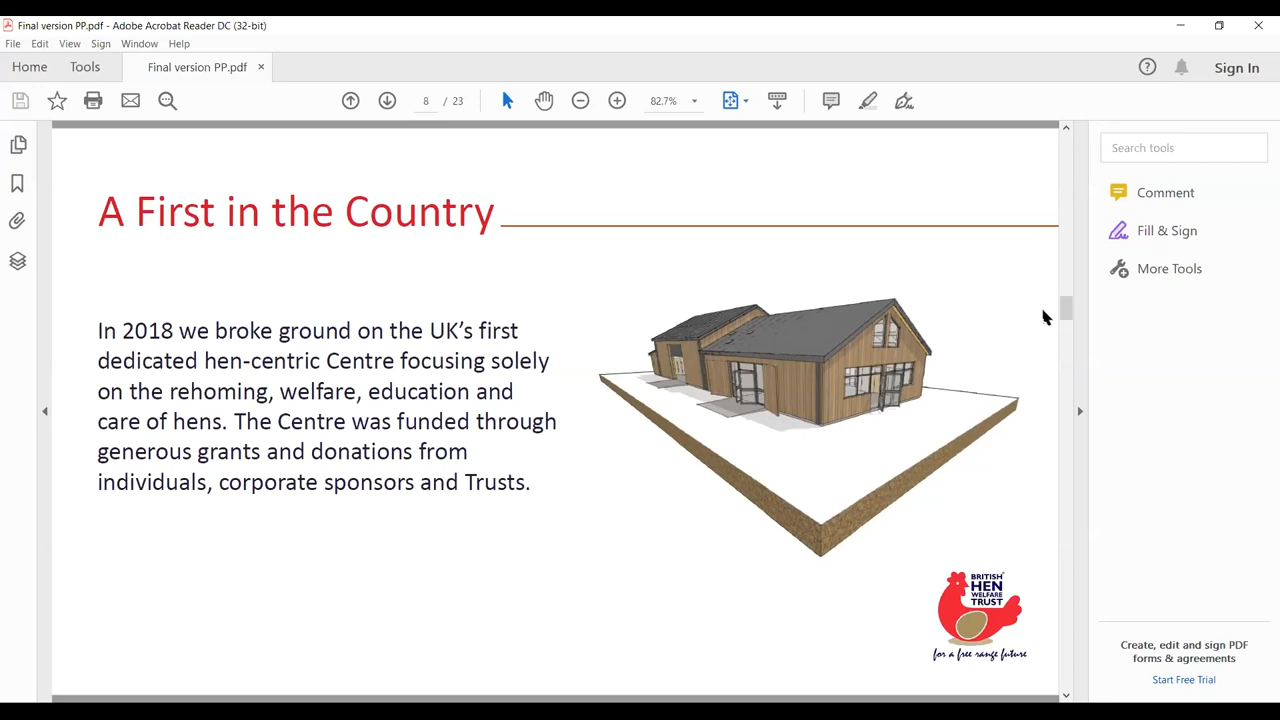 Final version PP.pdf - Adobe Acrobat Reader DC (32-bit)
File Edit View Sign Window Help
Home Tools Final version PP.pdf × Sign In
8 / 23 82.7%
Search tools
Comment
Fill & Sign
More Tools
A First in the Country
In 2018 we broke ground on the UK’s first
dedicated hen-centric Centre focusing solely
on the rehoming, welfare, education and
care of hens. The Centre was funded through
generous grants and donations from
individuals, corporate sponsors and Trusts.
BRITISH
HEN
WELFARE
TRUST
for a free range future
Create, edit and sign PDF
forms & agreements
Start Free Trial